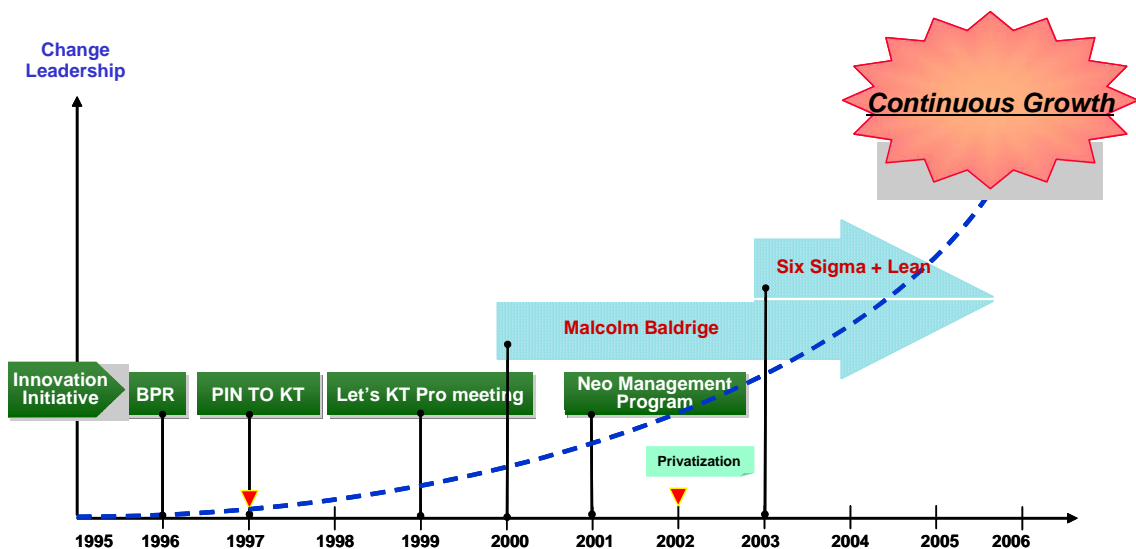 Change
Leadership
Continuous Growth
Six Sigma + Lean
Malcolm Baldrige
Innovation
Initiative
BPR
PIN TO KT
Let's KT Pro meeting
Neo Management
Program
Privatization
1995 1996 1997 1998 1999 2000 2001 2002 2003 2004 2005 2006